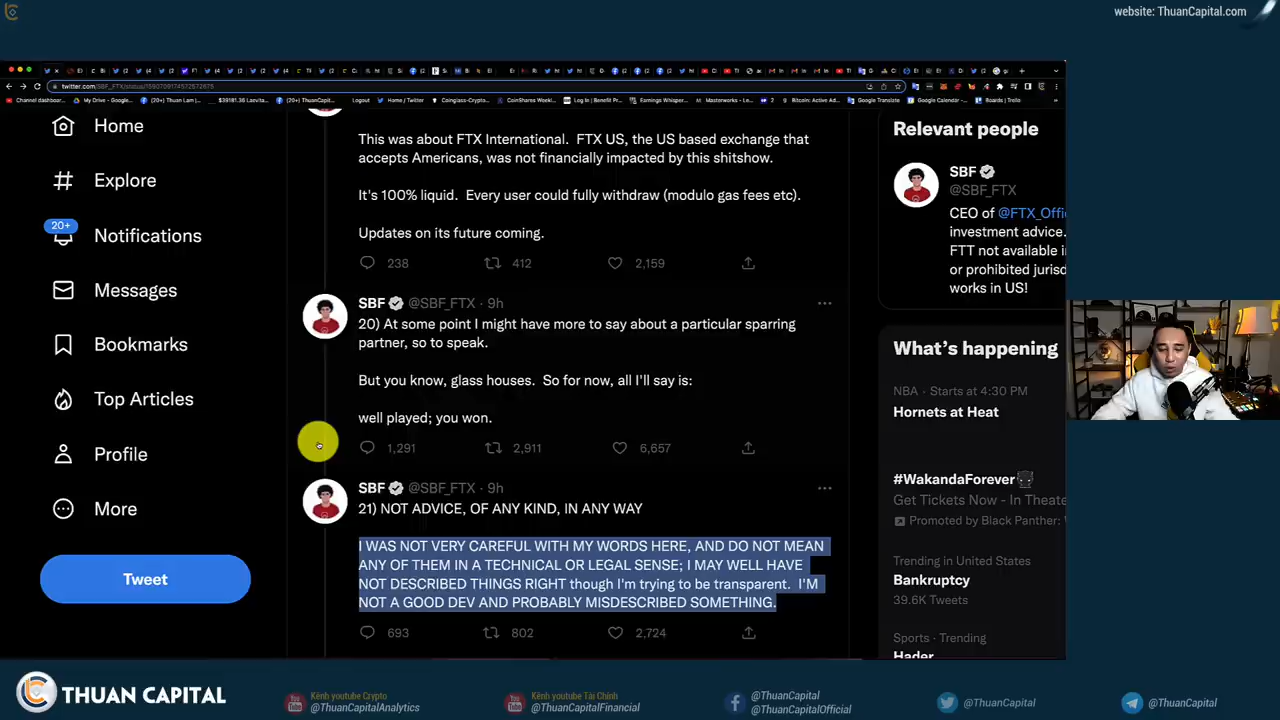 website: ThuanCapital.com
twitter.com/SBF_FTX/status/1590709174572572675
Home
Explore
20+
Notifications
Messages
Bookmarks
Top Articles
Profile
More
Tweet
This was about FTX International. FTX US, the US based exchange that
accepts Americans, was not financially impacted by this shitshow.
It's 100% liquid. Every user could fully withdraw (modulo gas fees etc).
Updates on its future coming.
238 412 2,159
SBF @SBF_FTX · 9h
20) At some point I might have more to say about a particular sparring
partner, so to speak.
But you know, glass houses. So for now, all I'll say is:
well played; you won.
1,291 2,911 6,657
SBF @SBF_FTX · 9h
21) NOT ADVICE, OF ANY KIND, IN ANY WAY
I WAS NOT VERY CAREFUL WITH MY WORDS HERE, AND DO NOT MEAN
ANY OF THEM IN A TECHNICAL OR LEGAL SENSE; I MAY WELL HAVE
NOT DESCRIBED THINGS RIGHT though I'm trying to be transparent. I'M
NOT A GOOD DEV AND PROBABLY MISDESCRIBED SOMETHING.
693 802 2,724
Relevant people
SBF
@SBF_FTX
CEO of @FTX_Offi
investment advice.
FTT not available i
or prohibited jurisd
works in US!
What's happening
NBA · Starts at 4:30 PM
Hornets at Heat
#WakandaForever
Get Tickets Now - In Theate
Promoted by Black Panther:
Trending in United States
Bankruptcy
39.6K Tweets
Sports · Trending
Hader
THUAN CAPITAL
Kênh youtube Crypto
@ThuanCapitalAnalytics
Kênh youtube Tài Chính
@ThuanCapitalFinancial
@ThuanCapital
@ThuanCapitalOfficial
@ThuanCapital
@ThuanCapital